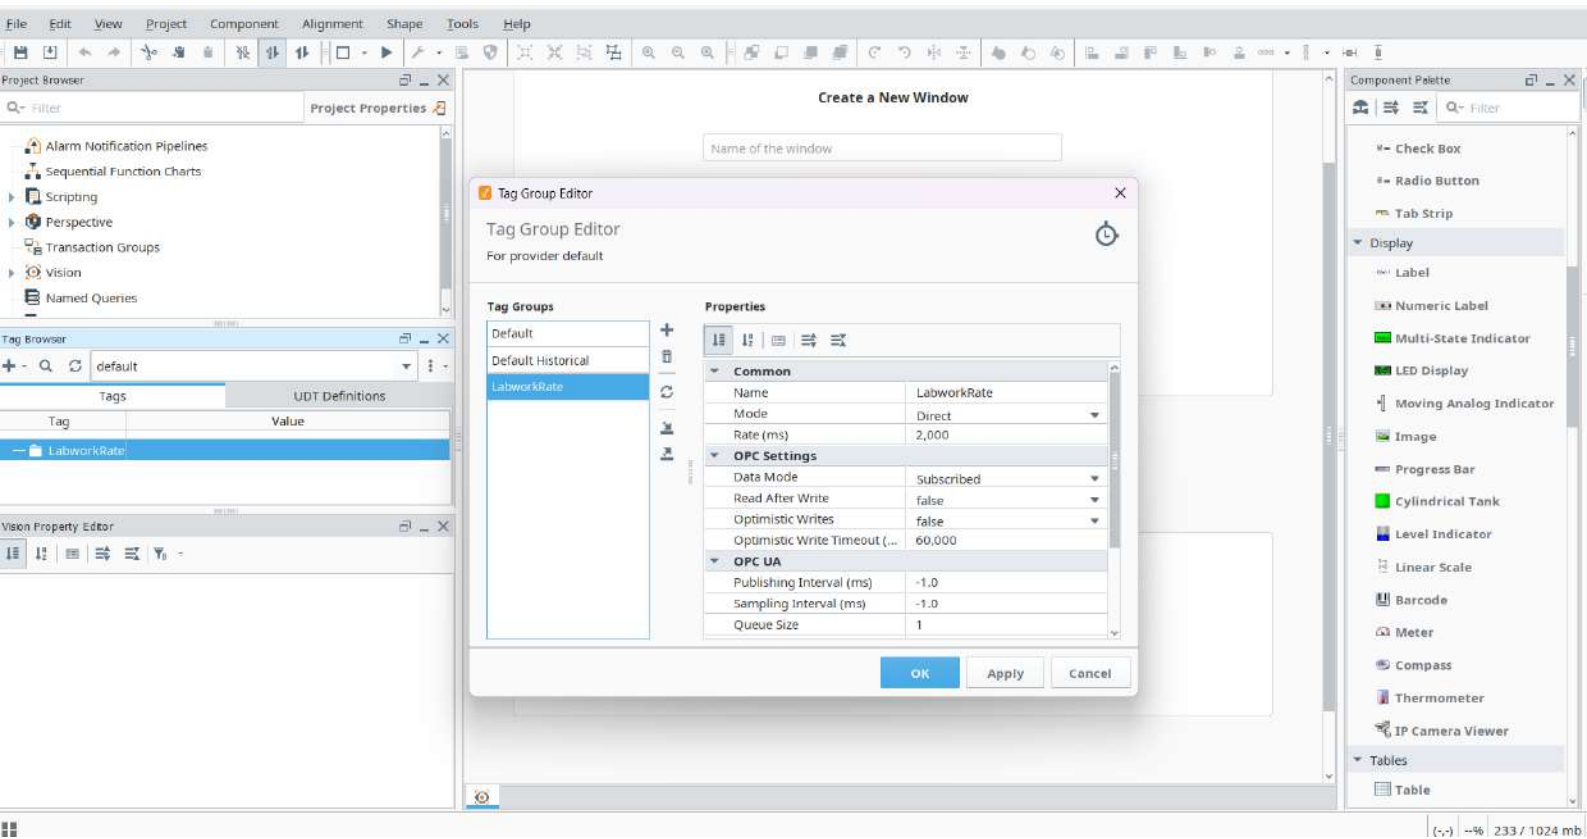 File Edit View Project Component Alignment Shape Tools Help
Project Browser
Filter
Project Properties
Alarm Notification Pipelines
Sequential Function Charts
Scripting
Perspective
Transaction Groups
Vision
Named Queries
Tag Browser
default
Tags UDT Definitions
Tag Value
LabworkRate
Vision Property Editor
Create a New Window
Name of the window
Tag Group Editor
Tag Group Editor
For provider default
Tag Groups
Default
Default Historical
LabworkRate
Properties
Common
Name LabworkRate
Mode Direct
Rate (ms) 2,000
OPC Settings
Data Mode Subscribed
Read After Write false
Optimistic Writes false
Optimistic Write Timeout (... 60,000
OPC UA
Publishing Interval (ms) -1.0
Sampling Interval (ms) -1.0
Queue Size 1
OK Apply Cancel
Component Palette
Filter
Check Box
Radio Button
Tab Strip
Display
Label
Numeric Label
Multi-State Indicator
LED Display
Moving Analog Indicator
Image
Progress Bar
Cylindrical Tank
Level Indicator
Linear Scale
Barcode
Meter
Compass
Thermometer
IP Camera Viewer
Tables
Table
(-,-) --% 233 / 1024 mb